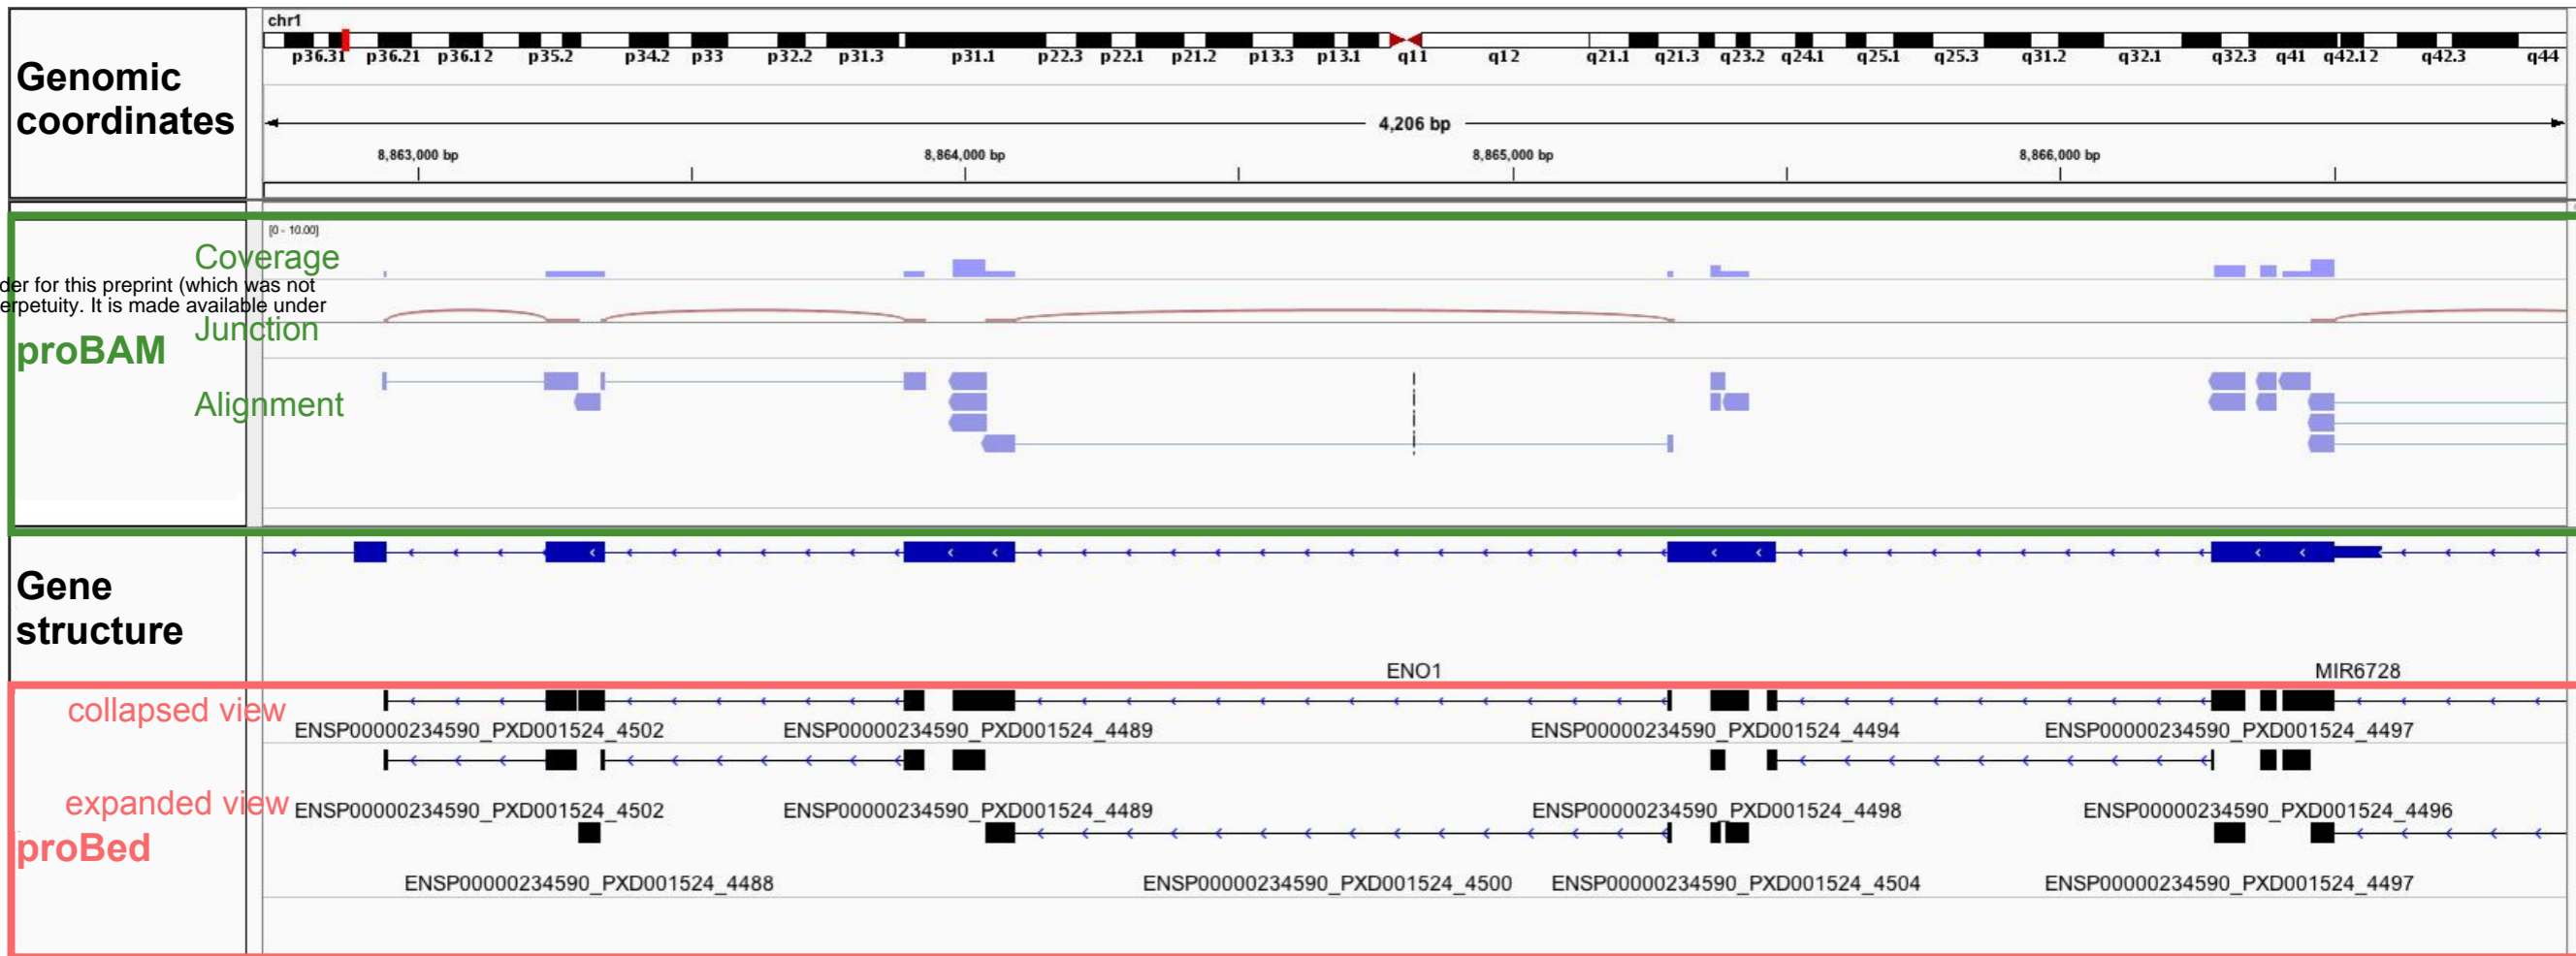 chr1
p36.31 p36.21 p36.12 p35.2 p34.2 p33 p32.2 p31.3 p31.1 p22.3 p22.1 p21.2 p13.3 p13.1 q11 q12 q21.1 q21.3 q23.2 q24.1 q25.1 q25.3 q31.2 q32.1 q32.3 q41 q42.12 q42.3 q44
Genomic
coordinates
4,206 bp
8,863,000 bp 8,864,000 bp 8,865,000 bp 8,866,000 bp
[0 - 10.00]
Coverage
der for this preprint (which was not
erpetuity. It is made available under
Junction
proBAM
Alignment
Gene
structure
ENO1 MIR6728
collapsed view
ENSP00000234590_PXD001524_4502 ENSP00000234590_PXD001524_4489 ENSP00000234590_PXD001524_4494 ENSP00000234590_PXD001524_4497
expanded view
ENSP00000234590_PXD001524_4502 ENSP00000234590_PXD001524_4489 ENSP00000234590_PXD001524_4498 ENSP00000234590_PXD001524_4496
proBed
ENSP00000234590_PXD001524_4488 ENSP00000234590_PXD001524_4500 ENSP00000234590_PXD001524_4504 ENSP00000234590_PXD001524_4497